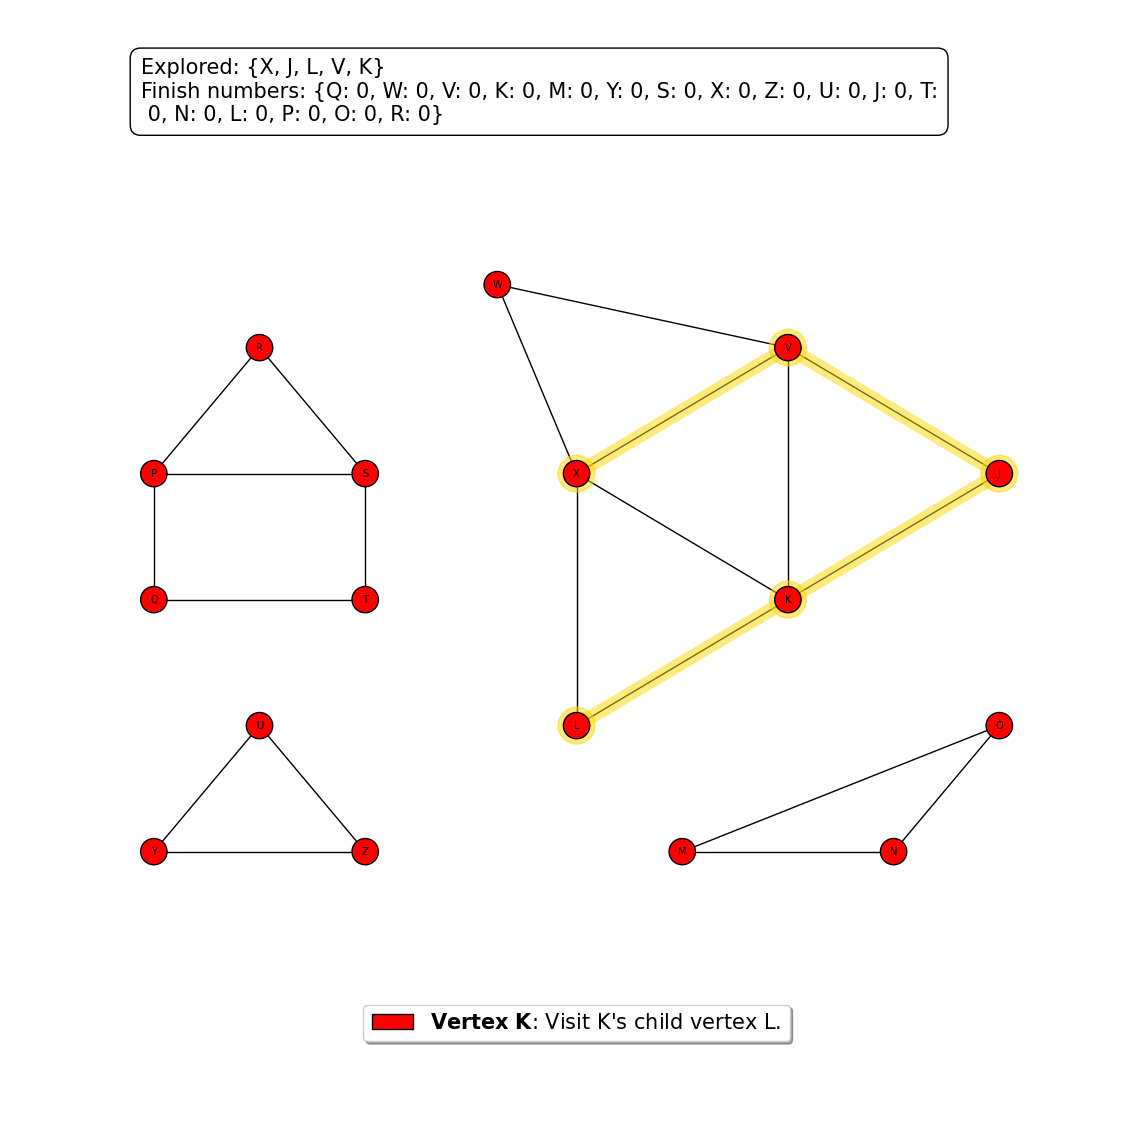 Explored: {X, J, L, V, K}
Finish numbers: {Q: 0, W: 0, V: 0, K: 0, M: 0, Y: 0, S: 0, X: 0, Z: 0, U: 0, J: 0, T:
0, N: 0, L: 0, P: 0, O: 0, R: 0}
W
R
V
P
S
X
J
Q
T
K
U
L
O
Y
Z
M
N
Vertex K: Visit K's child vertex L.